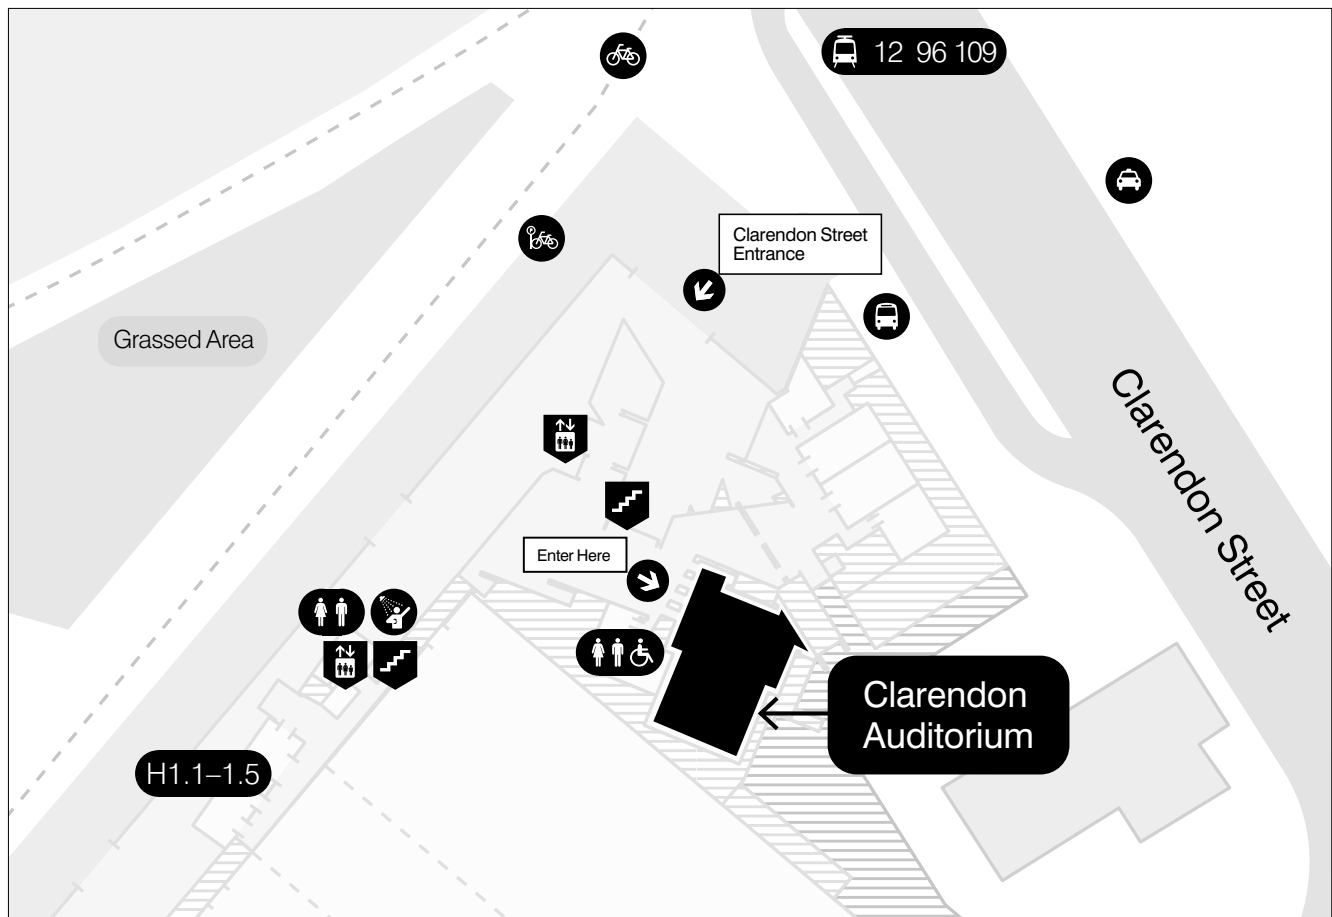 12 96 109
Clarendon Street
Entrance
Grassed Area
Clarendon Street
Enter Here
Clarendon
Auditorium
H1.1–1.5